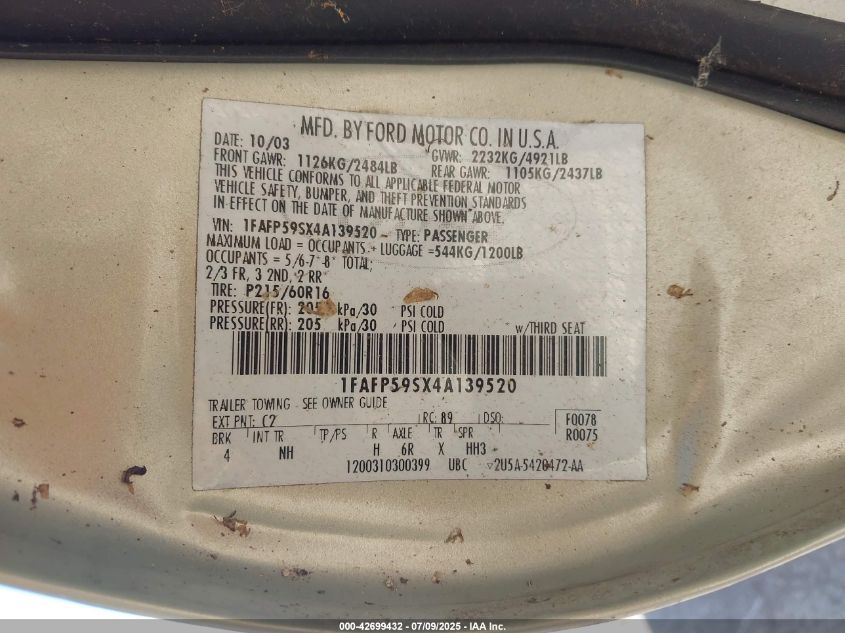 MFD. BY FORD MOTOR CO. IN U.S.A.
DATE: 10/03 GVWR: 2232KG/4921LB
FRONT GAWR: 1126KG/2484LB REAR GAWR: 1105KG/2437LB
THIS VEHICLE CONFORMS TO ALL APPLICABLE FEDERAL MOTOR
VEHICLE SAFETY, BUMPER, AND THEFT PREVENTION STANDARDS
IN EFFECT ON THE DATE OF MANUFACTURE SHOWN ABOVE.
VIN: 1FAFP59SX4A139520 TYPE: PASSENGER
MAXIMUM LOAD = OCCUPANTS + LUGGAGE =544KG/1200LB
OCCUPANTS = 5/6-7*-8* TOTAL;
2/3 FR, 3 2ND, 2 RR*
TIRE: P215/60R16
PRESSURE(FR): 205 kPa/30 PSI COLD
PRESSURE(RR): 205 kPa/30 PSI COLD w/THIRD SEAT
1FAFP59SX4A139520
TRAILER TOWING - SEE OWNER GUIDE
EXT PNT: C2 RC: 89 DSO: F0078
BRK INT TR TP/PS R AXLE TR SPR R0075
4 NH H 6R X HH3
1200310300399 UBC ▽2U5A-5420472-AA
000-42699432 - 07/09/2025 - IAA Inc.